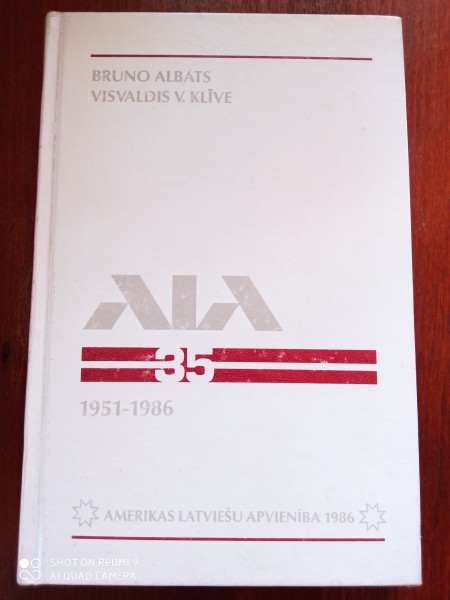 BRUNO ALBATS
VISVALDIS V. KLĪVE
ALA
35
1951-1986
AMERIKAS LATVIEŠU APVIENĪBA 1986
SHOT ON REDMI 9
AI QUAD CAMERA